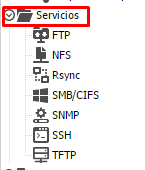 Servicios
FTP
NFS
Rsync
SMB/CIFS
SNMP
SSH
TFTP